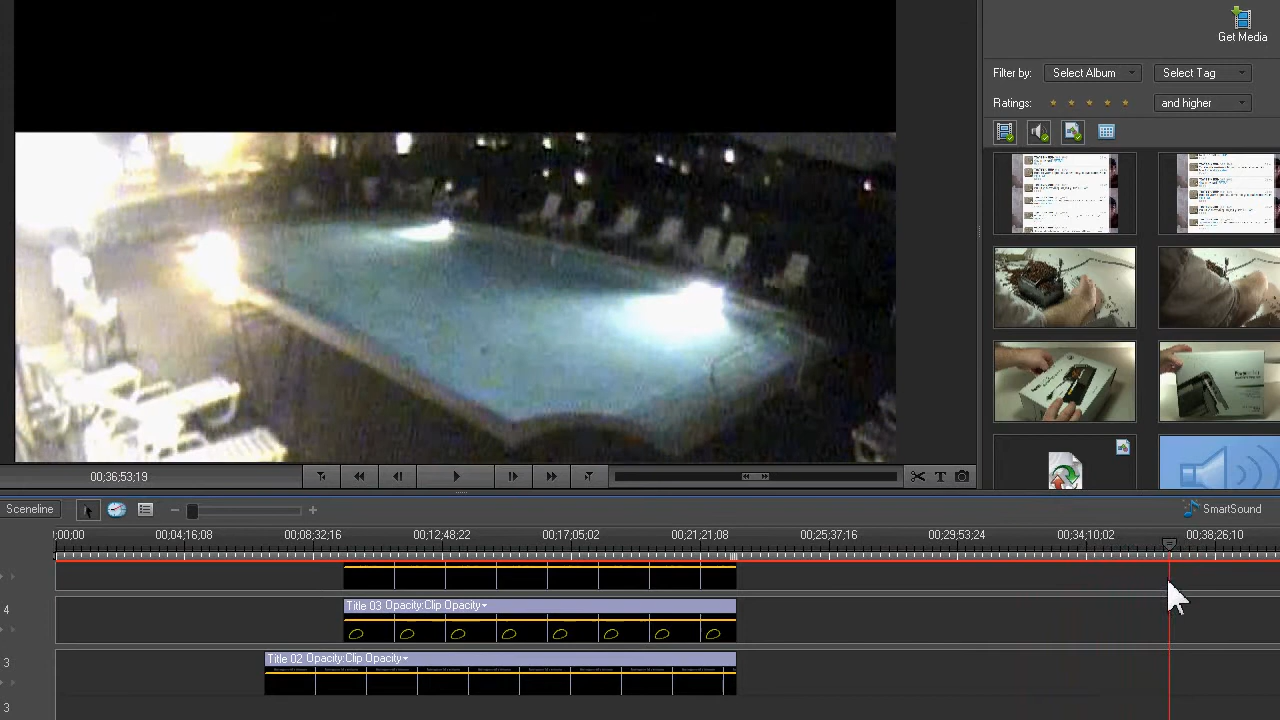 Get Media
Filter by: Select Album Select Tag
Ratings: and higher
00;36;53;19
T
Sceneline SmartSound
;00;00 00;04;16;08 00;08;32;16 00;12;48;22 00;17;05;02 00;21;21;08 00;25;37;16 00;29;53;24 00;34;10;02 00;38;26;10
4 Title 03 Opacity:Clip Opacity
3 Title 02 Opacity:Clip Opacity
3